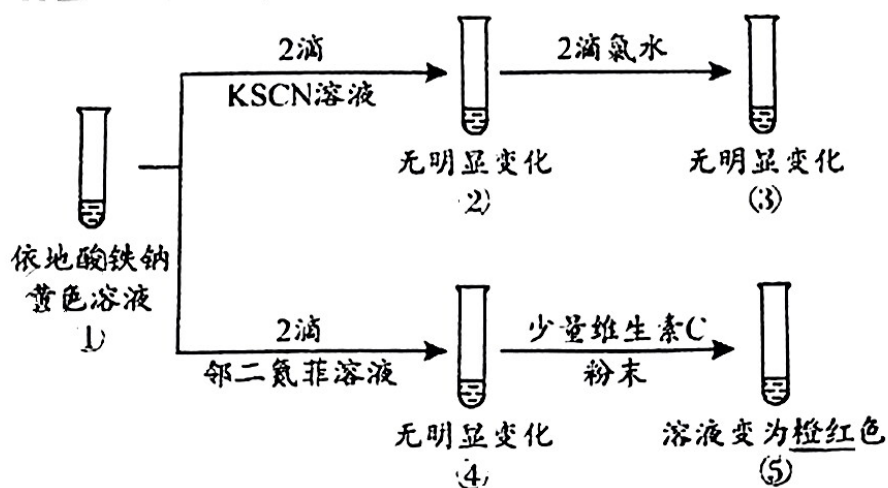 2滴
KSCN溶液
2滴氯水
无明显变化
②
无明显变化
③
依地酸铁钠
黄色溶液
①
2滴
邻二氮菲溶液
少量维生素C
粉末
无明显变化
④
溶液变为橙红色
⑤